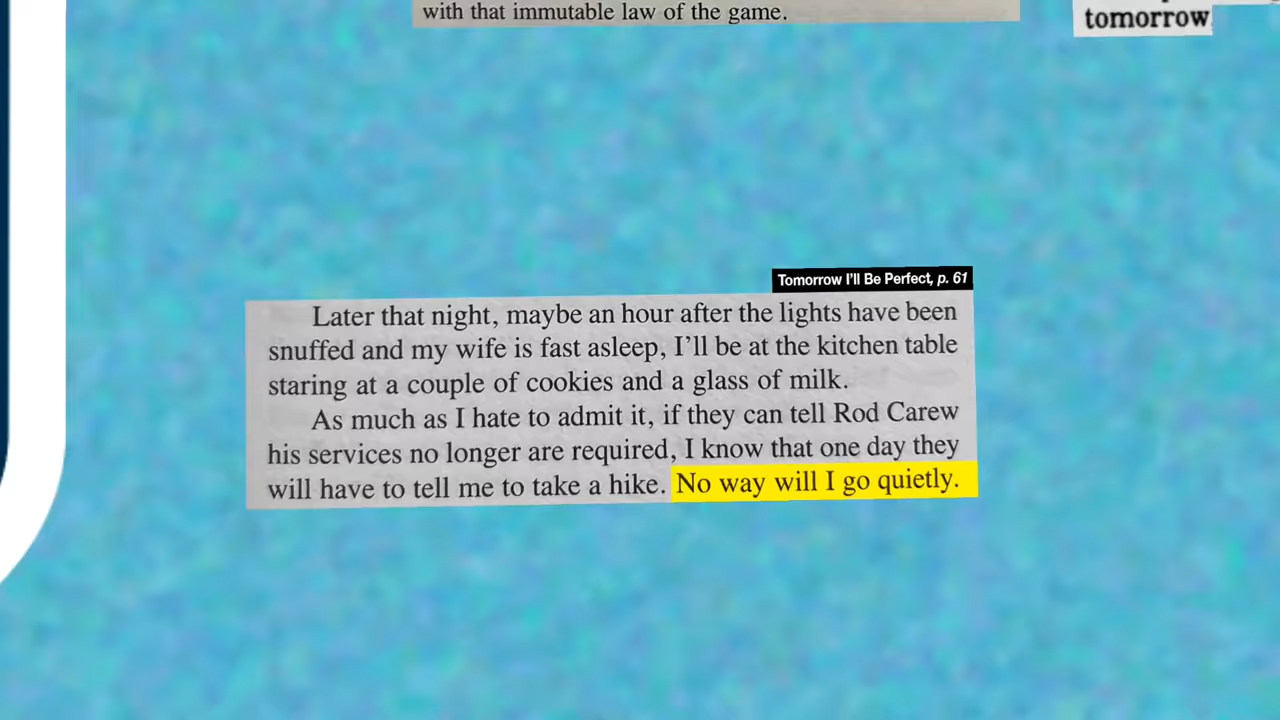 with that immutable law of the game.
tomorrow
Tomorrow I'll Be Perfect, p. 61
Later that night, maybe an hour after the lights have been
snuffed and my wife is fast asleep, I'll be at the kitchen table
staring at a couple of cookies and a glass of milk.
As much as I hate to admit it, if they can tell Rod Carew
his services no longer are required, I know that one day they
will have to tell me to take a hike. No way will I go quietly.